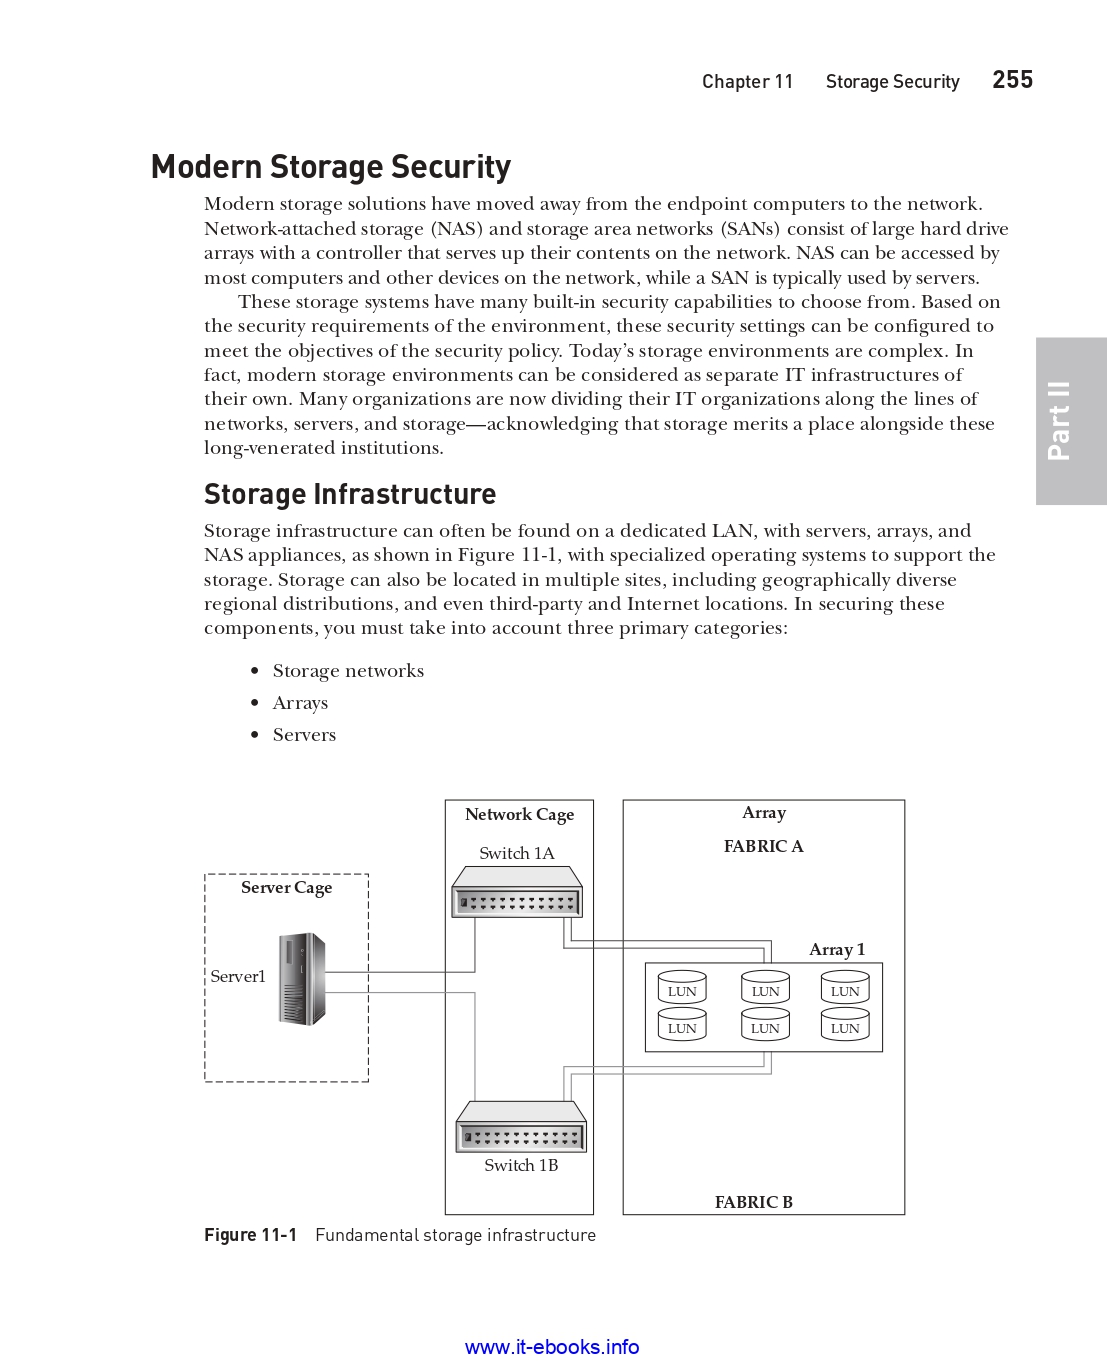 Chapter 11 Storage Security 255
Modern Storage Security
Modern storage solutions have moved away from the endpoint computers to the network.
Network-attached storage (NAS) and storage area networks (SANs) consist of large hard drive
arrays with a controller that serves up their contents on the network. NAS can be accessed by
most computers and other devices on the network, while a SAN is typically used by servers.
These storage systems have many built-in security capabilities to choose from. Based on
the security requirements of the environment, these security settings can be configured to
meet the objectives of the security policy. Today’s storage environments are complex. In
fact, modern storage environments can be considered as separate IT infrastructures of
their own. Many organizations are now dividing their IT organizations along the lines of
networks, servers, and storage—acknowledging that storage merits a place alongside these
long-venerated institutions.
Part II
Storage Infrastructure
Storage infrastructure can often be found on a dedicated LAN, with servers, arrays, and
NAS appliances, as shown in Figure 11-1, with specialized operating systems to support the
storage. Storage can also be located in multiple sites, including geographically diverse
regional distributions, and even third-party and Internet locations. In securing these
components, you must take into account three primary categories:
• Storage networks
• Arrays
• Servers
Network Cage
Switch 1A
Array
FABRIC A
Server Cage
Server1
Array 1
LUN LUN LUN
LUN LUN LUN
Switch 1B
FABRIC B
Figure 11-1 Fundamental storage infrastructure
www.it-ebooks.info